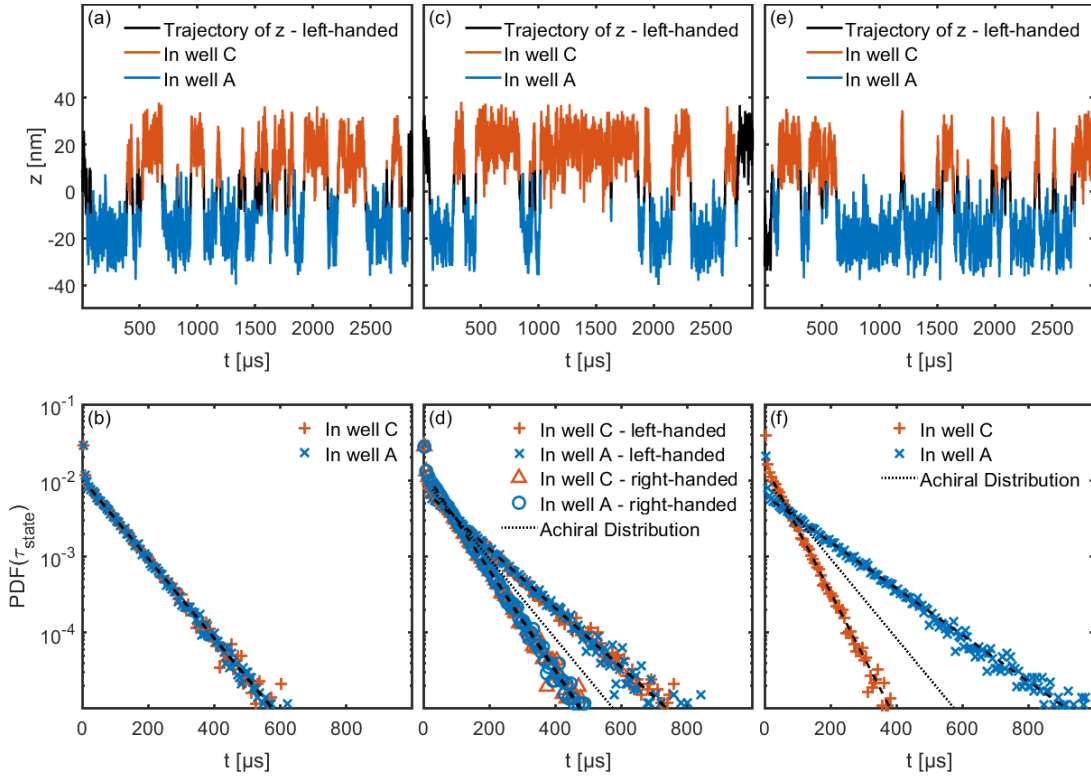 (a)
Trajectory of z - left-handed
In well C
In well A
(c)
Trajectory of z - left-handed
In well C
In well A
(e)
Trajectory of z - left-handed
In well C
In well A
z [nm]
40
20
0
-20
-40
500 1000 1500 2000 2500
500 1000 1500 2000 2500
500 1000 1500 2000 2500
t [µs]
t [µs]
t [µs]
(b)
In well C
In well A
(d)
In well C - left-handed
In well A - left-handed
In well C - right-handed
In well A - right-handed
Achiral Distribution
(f)
In well C
In well A
Achiral Distribution
PDF(τstate)
10-1
10-2
10-3
10-4
0 200 400 600 800
0 200 400 600 800
0 200 400 600 800
t [µs]
t [µs]
t [µs]